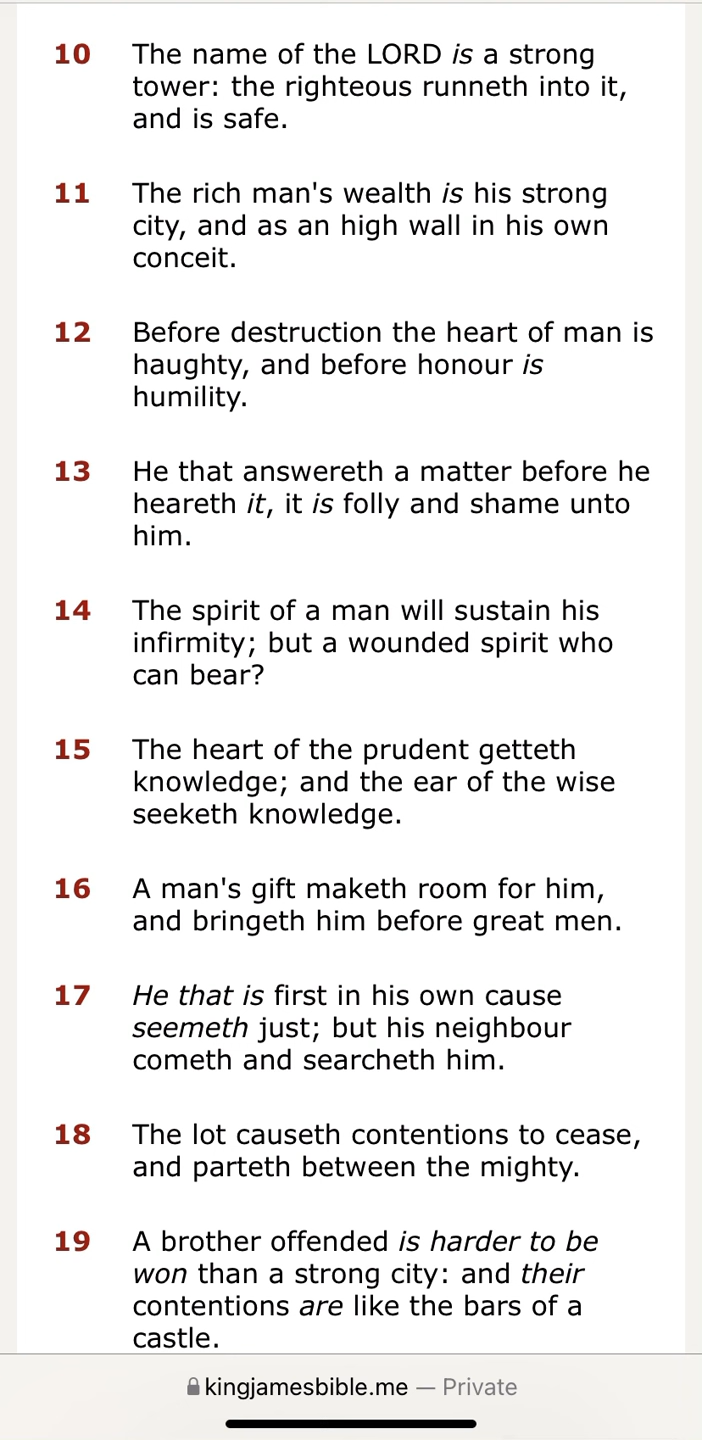 10 The name of the LORD is a strong
tower: the righteous runneth into it,
and is safe.
11 The rich man's wealth is his strong
city, and as an high wall in his own
conceit.
12 Before destruction the heart of man is
haughty, and before honour is
humility.
13 He that answereth a matter before he
heareth it, it is folly and shame unto
him.
14 The spirit of a man will sustain his
infirmity; but a wounded spirit who
can bear?
15 The heart of the prudent getteth
knowledge; and the ear of the wise
seeketh knowledge.
16 A man's gift maketh room for him,
and bringeth him before great men.
17 He that is first in his own cause
seemeth just; but his neighbour
cometh and searcheth him.
18 The lot causeth contentions to cease,
and parteth between the mighty.
19 A brother offended is harder to be
won than a strong city: and their
contentions are like the bars of a
castle.
kingjamesbible.me — Private